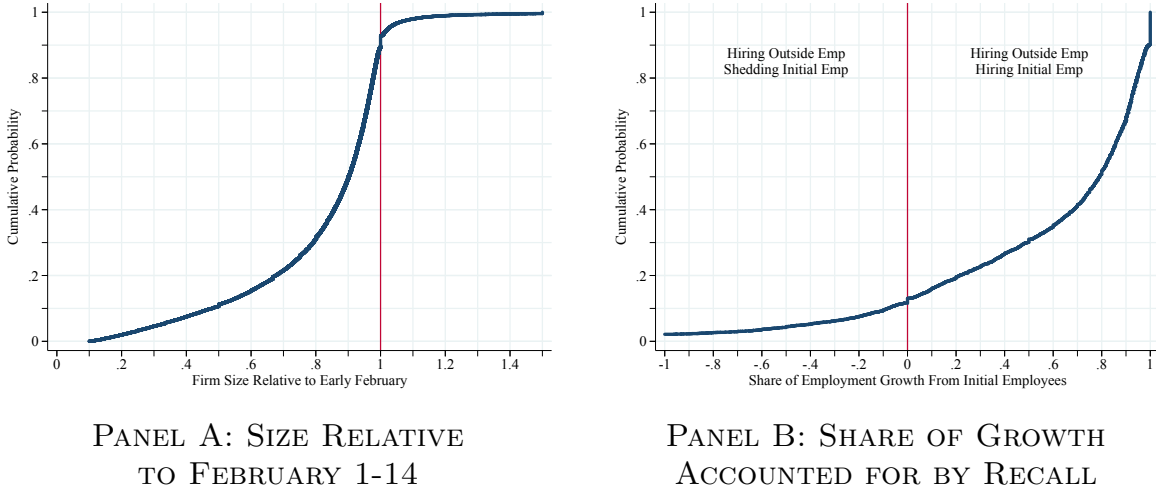 1
.8
.6
.4
.2
0
Cumulative Probability
0 .2 .4 .6 .8 1 1.2 1.4
Firm Size Relative to Early February
PANEL A: SIZE RELATIVE
TO FEBRUARY 1-14
Hiring Outside Emp
Shedding Initial Emp
Hiring Outside Emp
Hiring Initial Emp
1
.8
.6
.4
.2
0
Cumulative Probability
-1 -.8 -.6 -.4 -.2 0 .2 .4 .6 .8 1
Share of Employment Growth From Initial Employees
PANEL B: SHARE OF GROWTH
ACCOUNTED FOR BY RECALL